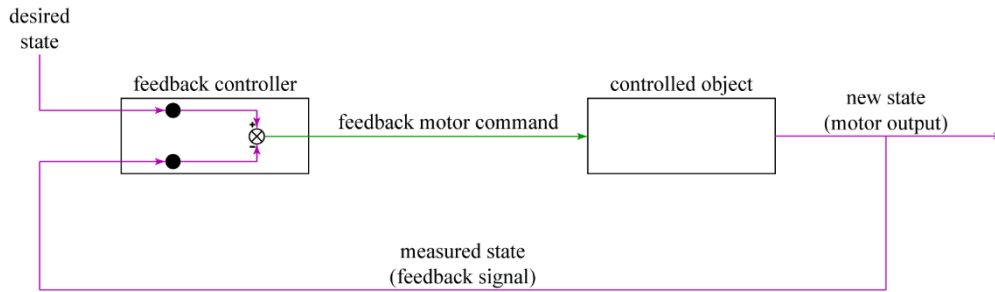 desired
state
feedback controller
+
-
feedback motor command
controlled object
new state
(motor output)
measured state
(feedback signal)